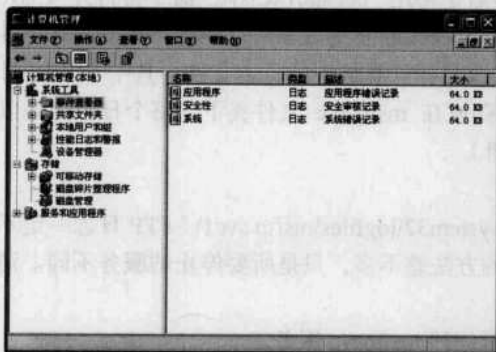 计算机管理
文件(F) 操作(A) 查看(V) 窗口(W) 帮助(H)
计算机管理(本地)
系统工具
事件查看器
共享文件夹
本地用户和组
性能日志和警报
设备管理器
存储
可移动存储
磁盘碎片整理程序
磁盘管理
服务和应用程序
名称 类型 描述 大小
应用程序 日志 应用程序错误记录 64.0 KB
安全性 日志 安全审核记录 64.0 KB
系统 日志 系统错误记录 64.0 KB